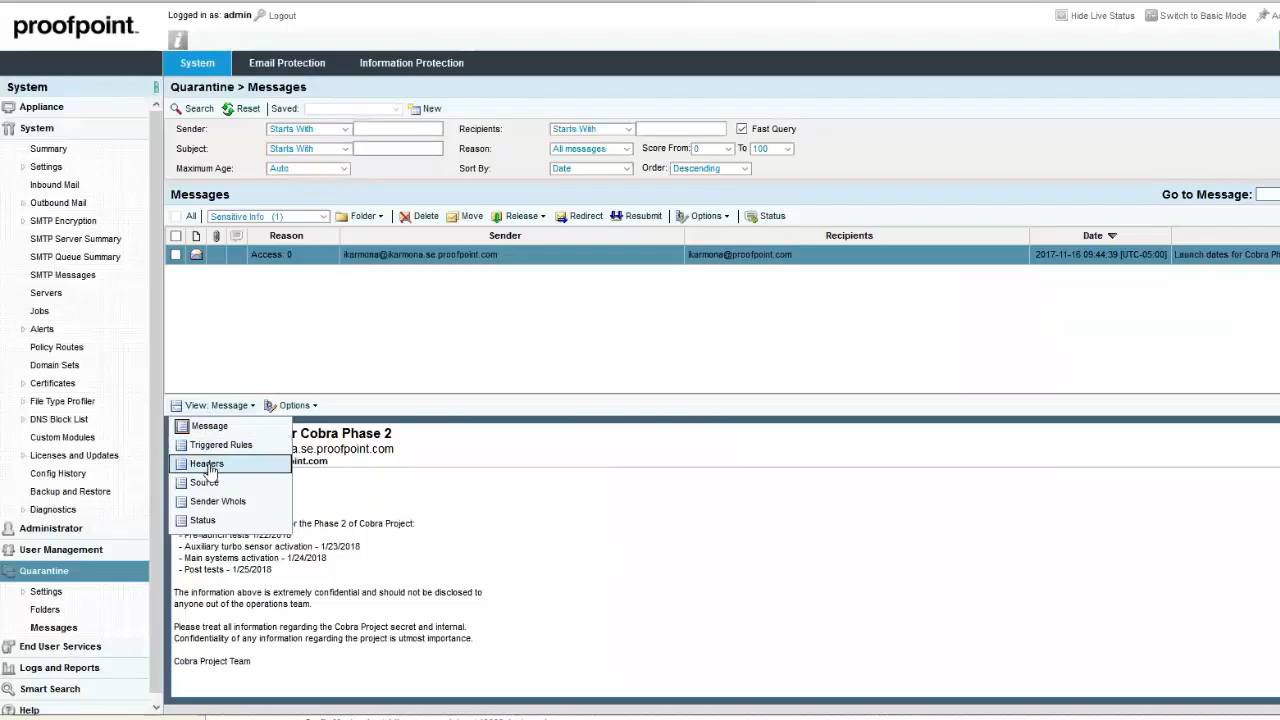 proofpoint.
Logged in as: admin Logout
Hide Live Status Switch to Basic Mode
System Email Protection Information Protection
System
Appliance
System
Summary
Settings
Inbound Mail
Outbound Mail
SMTP Encryption
SMTP Server Summary
SMTP Queue Summary
SMTP Messages
Servers
Jobs
Alerts
Policy Routes
Domain Sets
Certificates
File Type Profiler
DNS Block List
Custom Modules
Licenses and Updates
Config History
Backup and Restore
Diagnostics
Administrator
User Management
Quarantine
Settings
Folders
Messages
End User Services
Logs and Reports
Smart Search
Help
Quarantine > Messages
Search Reset Saved: New
Sender: Starts With Recipients: Starts With Fast Query
Subject: Starts With Reason: All messages Score From: 0 To 100
Maximum Age: Auto Sort By: Date Order: Descending
Messages Go to Message:
All Sensitive Info (1) Folder Delete Move Release Redirect Resubmit Options Status
Reason Sender Recipients Date
Access: 0 ikarmona@ikarmona.se.proofpoint.com ikarmona@proofpoint.com 2017-11-16 09:44:39 [UTC-05:00] Launch dates for Cobra Ph
View: Message Options
Message
Triggered Rules
Headers
Source
Sender WhoIs
Status
r Cobra Phase 2
a.se.proofpoint.com
oint.com
or the Phase 2 of Cobra Project:
- Pre-launch tests 1/22/2018
- Auxiliary turbo sensor activation - 1/23/2018
- Main systems activation - 1/24/2018
- Post tests - 1/25/2018
The information above is extremely confidential and should not be disclosed to
anyone out of the operations team.
Please treat all information regarding the Cobra Project secret and internal.
Confidentiality of any information regarding the project is utmost importance.
Cobra Project Team